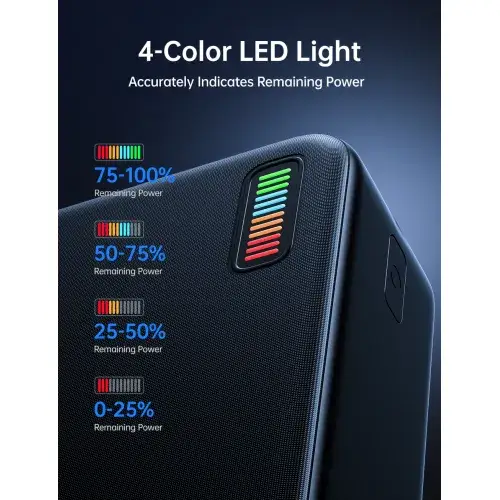 4-Color LED Light
Accurately Indicates Remaining Power
75-100%
Remaining Power
50-75%
Remaining Power
25-50%
Remaining Power
0-25%
Remaining Power